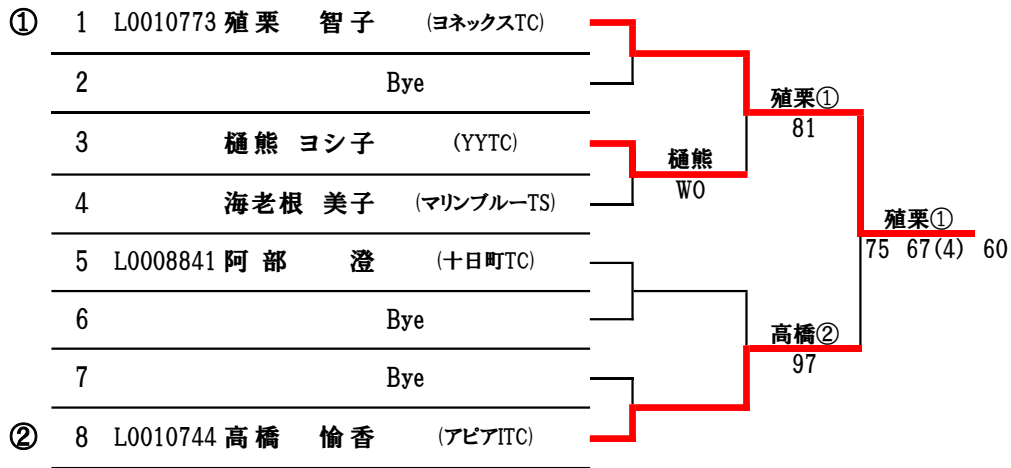 ① 1 L0010773 殖栗 智子 (ヨネックスTC)
2 Bye
殖栗①
81
3 樋熊 ヨシ子 (YYTC)
樋熊
WO
4 海老根 美子 (マリンブルーTS)
殖栗①
75 67(4) 60
5 L0008841 阿部 澄 (十日町TC)
6 Bye
高橋②
97
7 Bye
② 8 L0010744 高橋 愉香 (アピアITC)